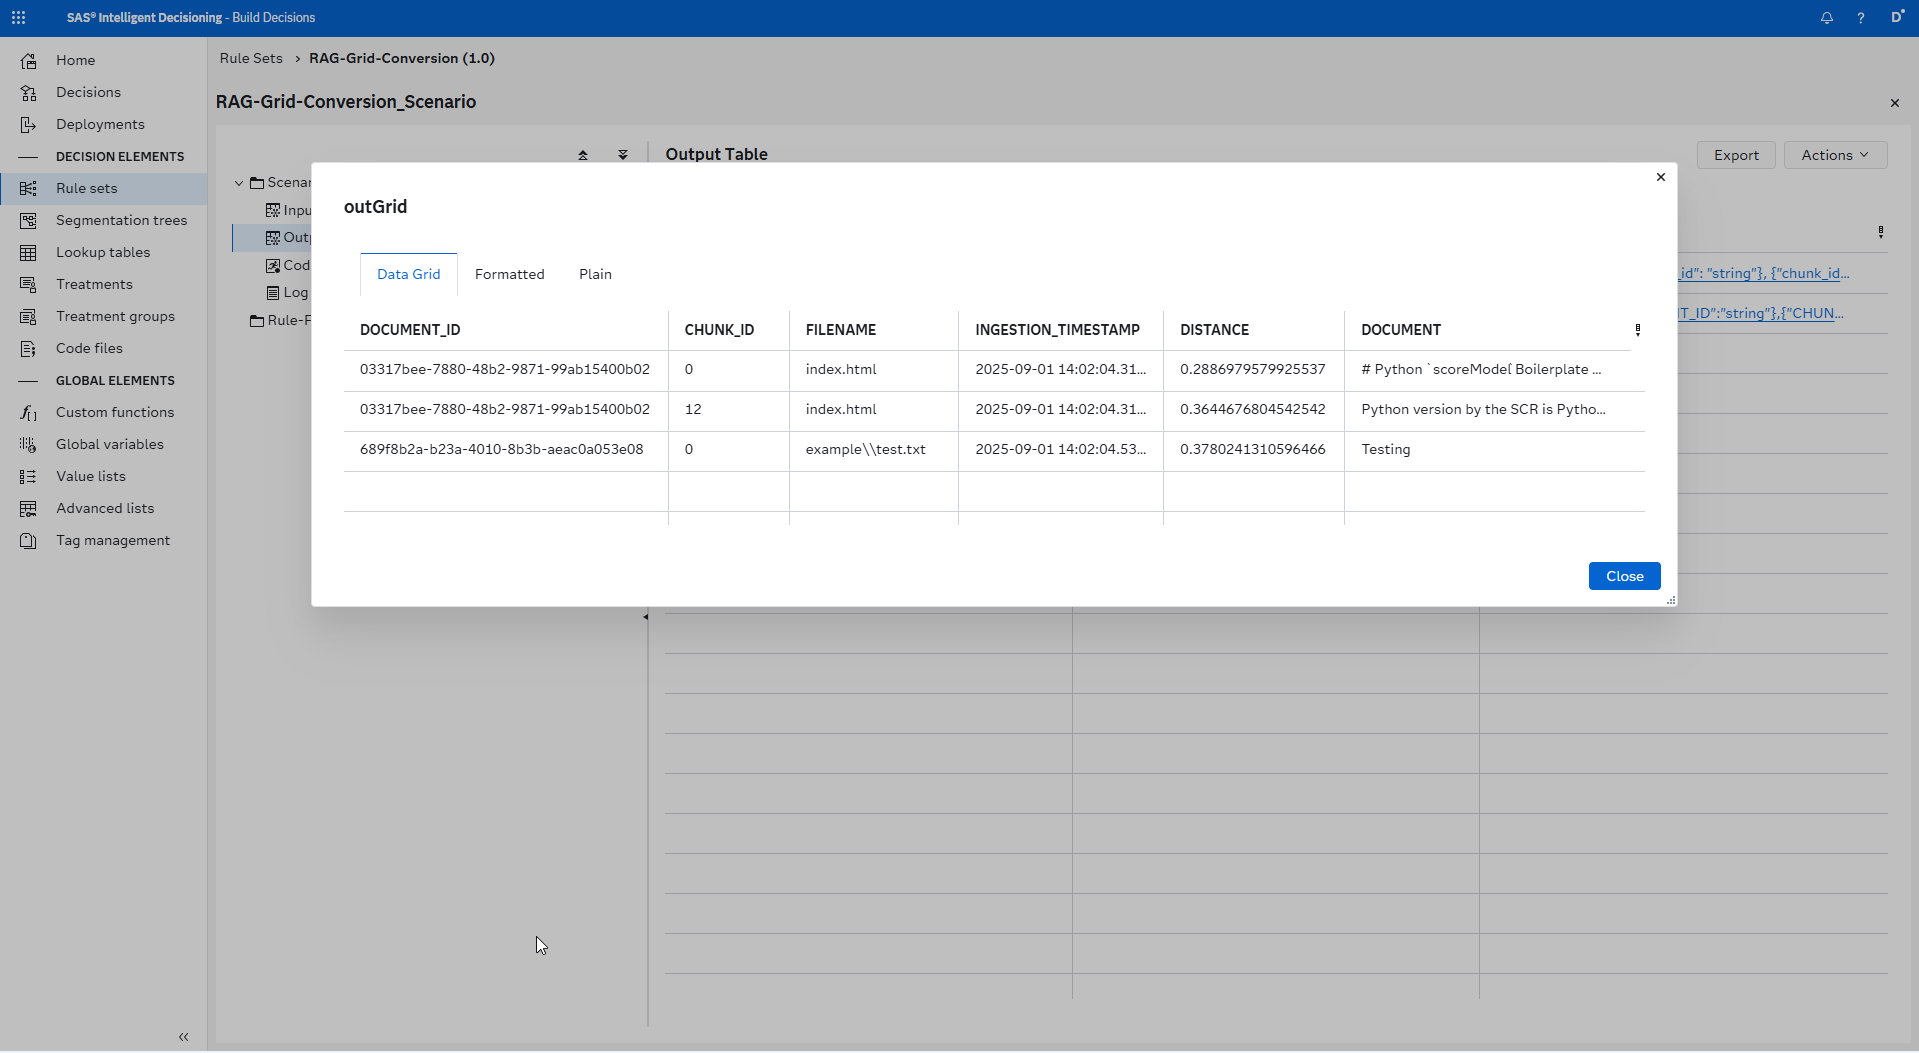 SAS® Intelligent Decisioning - Build Decisions
? D
Home
Decisions
Deployments
DECISION ELEMENTS
Rule sets
Segmentation trees
Lookup tables
Treatments
Treatment groups
Code files
GLOBAL ELEMENTS
Custom functions
Global variables
Value lists
Advanced lists
Tag management
Rule Sets > RAG-Grid-Conversion (1.0)
RAG-Grid-Conversion_Scenario
Output Table
Export
Actions
Scenar
Inpu
Outp
Cod
Log
Rule-F
_id": "string"}, {"chunk_id...
T_ID":"string"},{"CHUN...
outGrid
Data Grid Formatted Plain
DOCUMENT_ID CHUNK_ID FILENAME INGESTION_TIMESTAMP DISTANCE DOCUMENT
03317bee-7880-48b2-9871-99ab15400b02 0 index.html 2025-09-01 14:02:04.31... 0.2886979579925537 # Python `scoreModel` Boilerplate ...
03317bee-7880-48b2-9871-99ab15400b02 12 index.html 2025-09-01 14:02:04.31... 0.3644676804542542 Python version by the SCR is Pytho...
689f8b2a-b23a-4010-8b3b-aeac0a053e08 0 example\\test.txt 2025-09-01 14:02:04.53... 0.3780241310596466 Testing
Close